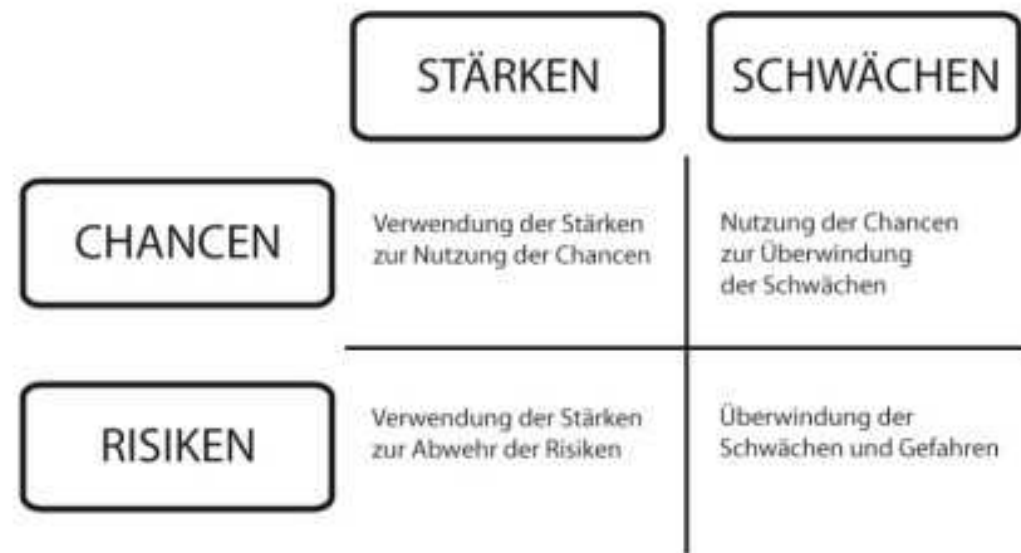 STÄRKEN
SCHWÄCHEN
CHANCEN
Verwendung der Stärken
zur Nutzung der Chancen
Nutzung der Chancen
zur Überwindung
der Schwächen
RISIKEN
Verwendung der Stärken
zur Abwehr der Risiken
Überwindung der
Schwächen und Gefahren